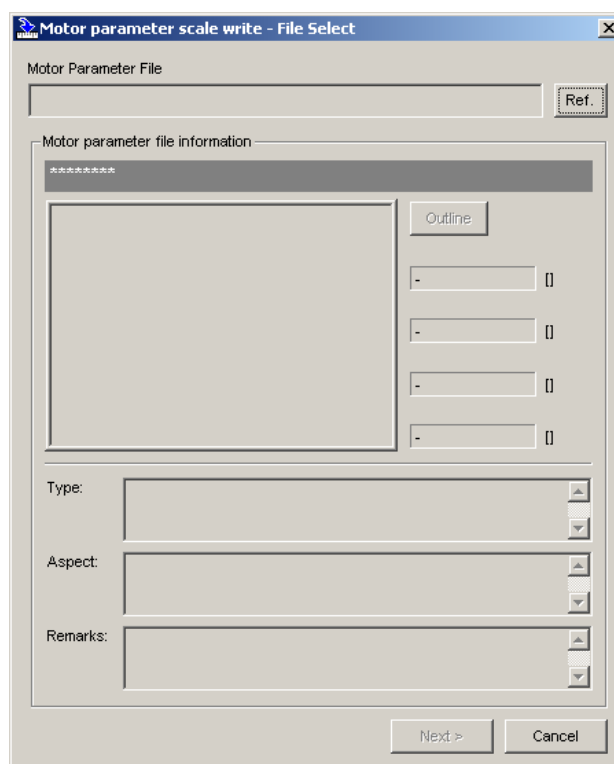 Motor parameter scale write - File Select
Motor Parameter File
Ref.
Motor parameter file information
********
Outline
- []
- []
- []
- []
Type:
Aspect:
Remarks:
Next >
Cancel